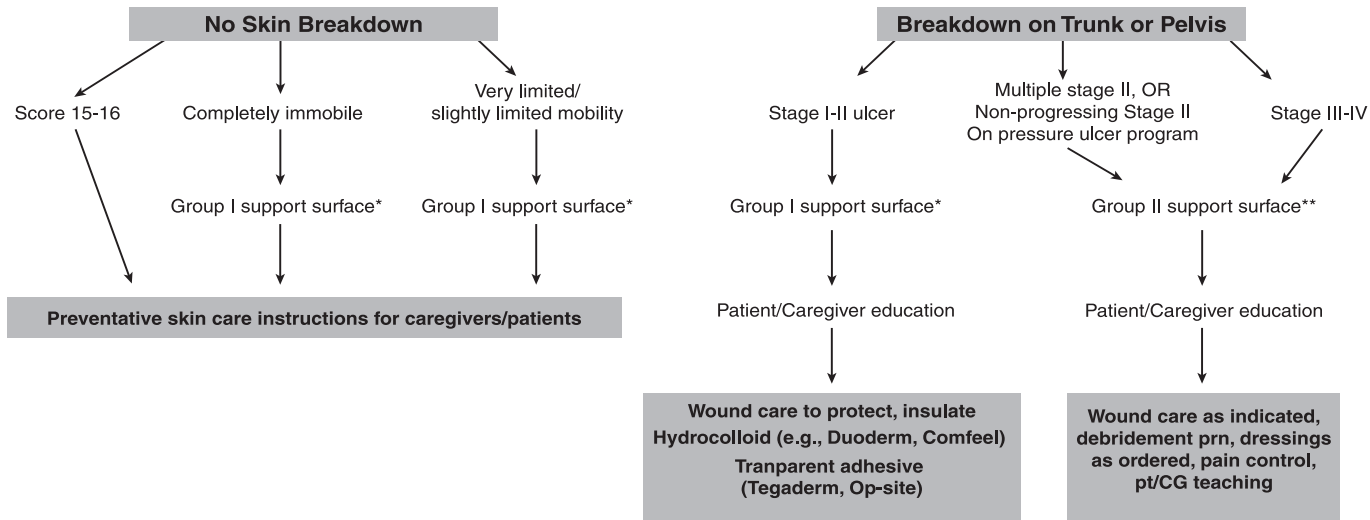 No Skin Breakdown
Score 15-16
Completely immobile
Very limited/
slightly limited mobility
Group I support surface*
Group I support surface*
Preventative skin care instructions for caregivers/patients
Breakdown on Trunk or Pelvis
Stage I-II ulcer
Multiple stage II, OR
Non-progressing Stage II
On pressure ulcer program
Stage III-IV
Group I support surface*
Group II support surface**
Patient/Caregiver education
Patient/Caregiver education
Wound care to protect, insulate
Hydrocolloid (e.g., Duoderm, Comfeel)
Tranparent adhesive
(Tegaderm, Op-site)
Wound care as indicated,
debridement prn, dressings
as ordered, pain control,
pt/CG teaching